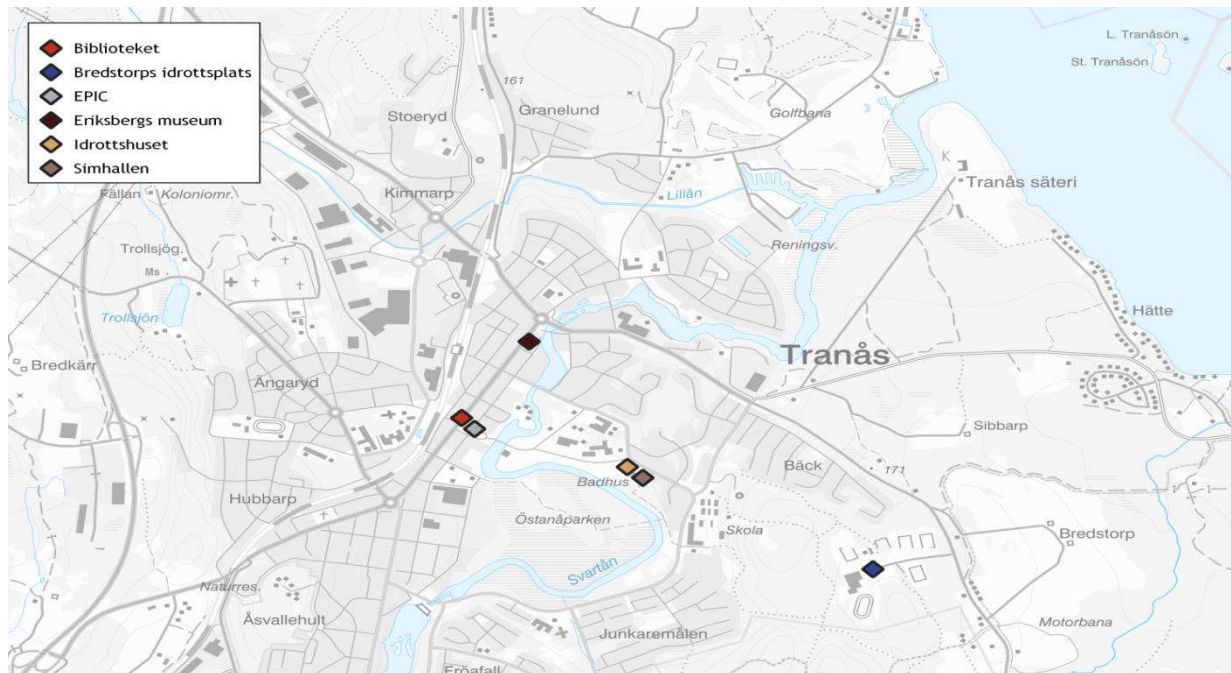 Biblioteket
Bredstorps idrottsplats
EPIC
Eriksbergs museum
Idrottshuset
Simhallen
L. Tranåsön
St. Tranåsön
161
Granelund
Stoeryd
Golfbana
Fällan
Koloniomr.
Kimmarp
Lillån
K
Tranås säteri
Trollsjög.
Ms
Reningsv.
Trollsjön
Hätte
Bredkärr
Tranås
Ängaryd
Sibbarp
Bäck
171
Hubbarp
Badhus
Östanåparken
Skola
Bredstorp
Svartån
Naturres.
Åsvallehult
Junkaremålen
Motorbana
Fröafall